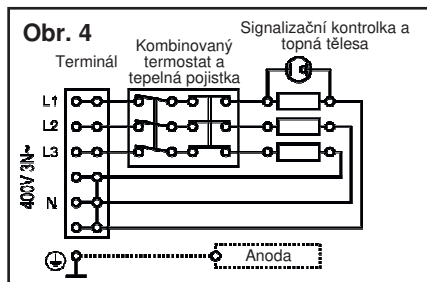 Obr. 4
Terminál
Kombinovaný
termostat a
tepelná pojistka
Signalizační kontrolka a
topná tělesa
L1
L2
L3
400V 3N~
N
Anoda